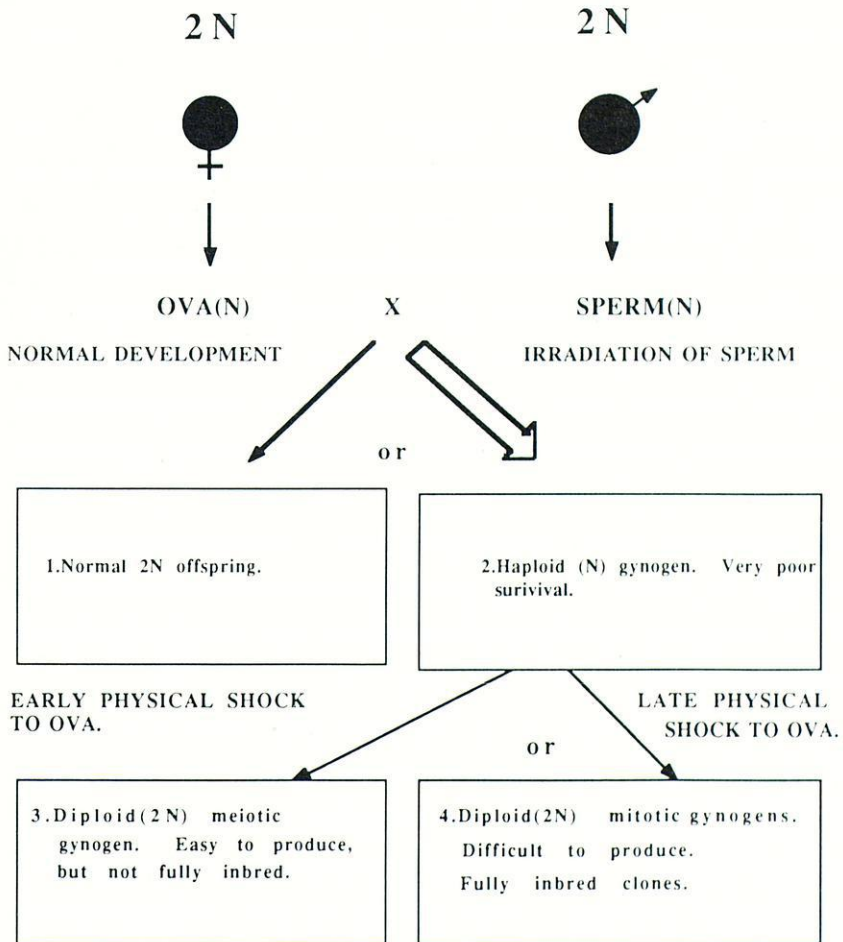 2N
2N
OVA(N) X SPERM(N)
NORMAL DEVELOPMENT
IRRADIATION OF SPERM
or
1.Normal 2N offspring.
2.Haploid (N) gynogen. Very poor
surivival.
EARLY PHYSICAL SHOCK
TO OVA.
LATE PHYSICAL
SHOCK TO OVA.
or
3.Diploid(2N) meiotic
gynogen. Easy to produce,
but not fully inbred.
4.Diploid(2N) mitotic gynogens.
Difficult to produce.
Fully inbred clones.